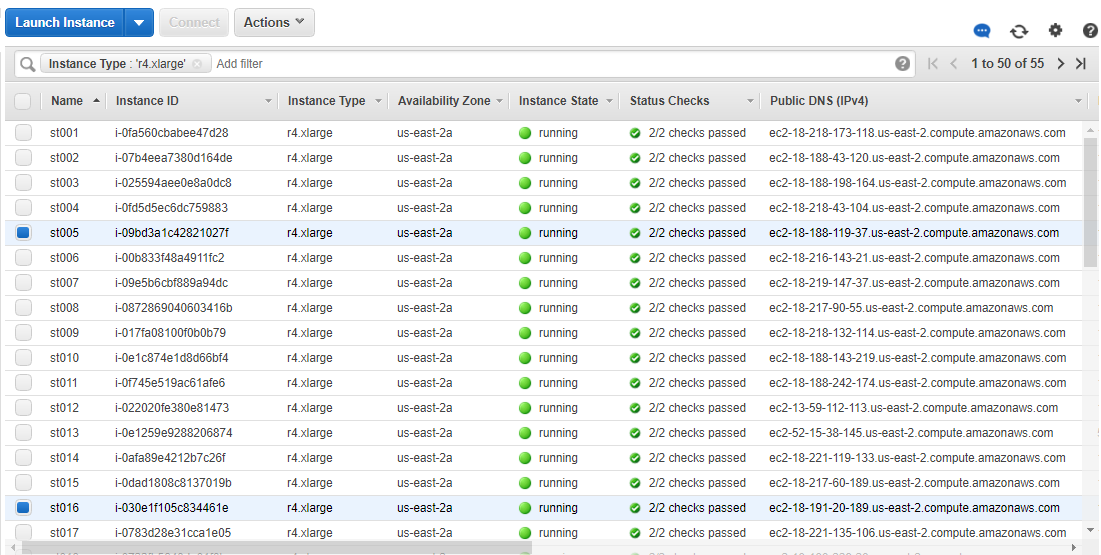 Launch Instance Connect Actions
Instance Type : 'r4.xlarge' Add filter 1 to 50 of 55
Name Instance ID Instance Type Availability Zone Instance State Status Checks Public DNS (IPv4)
st001 i-0fa560cbabee47d28 r4.xlarge us-east-2a running 2/2 checks passed ec2-18-218-173-118.us-east-2.compute.amazonaws.com
st002 i-07b4eea7380d164de r4.xlarge us-east-2a running 2/2 checks passed ec2-18-188-43-120.us-east-2.compute.amazonaws.com
st003 i-025594aee0e8a0dc8 r4.xlarge us-east-2a running 2/2 checks passed ec2-18-188-198-164.us-east-2.compute.amazonaws.com
st004 i-0fd5d5ec6dc759883 r4.xlarge us-east-2a running 2/2 checks passed ec2-18-218-43-104.us-east-2.compute.amazonaws.com
st005 i-09bd3a1c42821027f r4.xlarge us-east-2a running 2/2 checks passed ec2-18-188-119-37.us-east-2.compute.amazonaws.com
st006 i-00b833f48a4911fc2 r4.xlarge us-east-2a running 2/2 checks passed ec2-18-216-143-21.us-east-2.compute.amazonaws.com
st007 i-09e5b6cbf889a94dc r4.xlarge us-east-2a running 2/2 checks passed ec2-18-219-147-37.us-east-2.compute.amazonaws.com
st008 i-0872869040603416b r4.xlarge us-east-2a running 2/2 checks passed ec2-18-217-90-55.us-east-2.compute.amazonaws.com
st009 i-017fa08100f0b0b79 r4.xlarge us-east-2a running 2/2 checks passed ec2-18-218-132-114.us-east-2.compute.amazonaws.com
st010 i-0e1c874e1d8d66bf4 r4.xlarge us-east-2a running 2/2 checks passed ec2-18-188-143-219.us-east-2.compute.amazonaws.com
st011 i-0f745e519ac61afe6 r4.xlarge us-east-2a running 2/2 checks passed ec2-18-188-242-174.us-east-2.compute.amazonaws.com
st012 i-022020fe380e81473 r4.xlarge us-east-2a running 2/2 checks passed ec2-13-59-112-113.us-east-2.compute.amazonaws.com
st013 i-0e1259e9288206874 r4.xlarge us-east-2a running 2/2 checks passed ec2-52-15-38-145.us-east-2.compute.amazonaws.com
st014 i-0afa89e4212b7c26f r4.xlarge us-east-2a running 2/2 checks passed ec2-18-221-119-133.us-east-2.compute.amazonaws.com
st015 i-0dad1808c8137019b r4.xlarge us-east-2a running 2/2 checks passed ec2-18-217-60-189.us-east-2.compute.amazonaws.com
st016 i-030e1f105c834461e r4.xlarge us-east-2a running 2/2 checks passed ec2-18-191-20-189.us-east-2.compute.amazonaws.com
st017 i-0783d28e31cca1e05 r4.xlarge us-east-2a running 2/2 checks passed ec2-18-221-135-106.us-east-2.compute.amazonaws.com